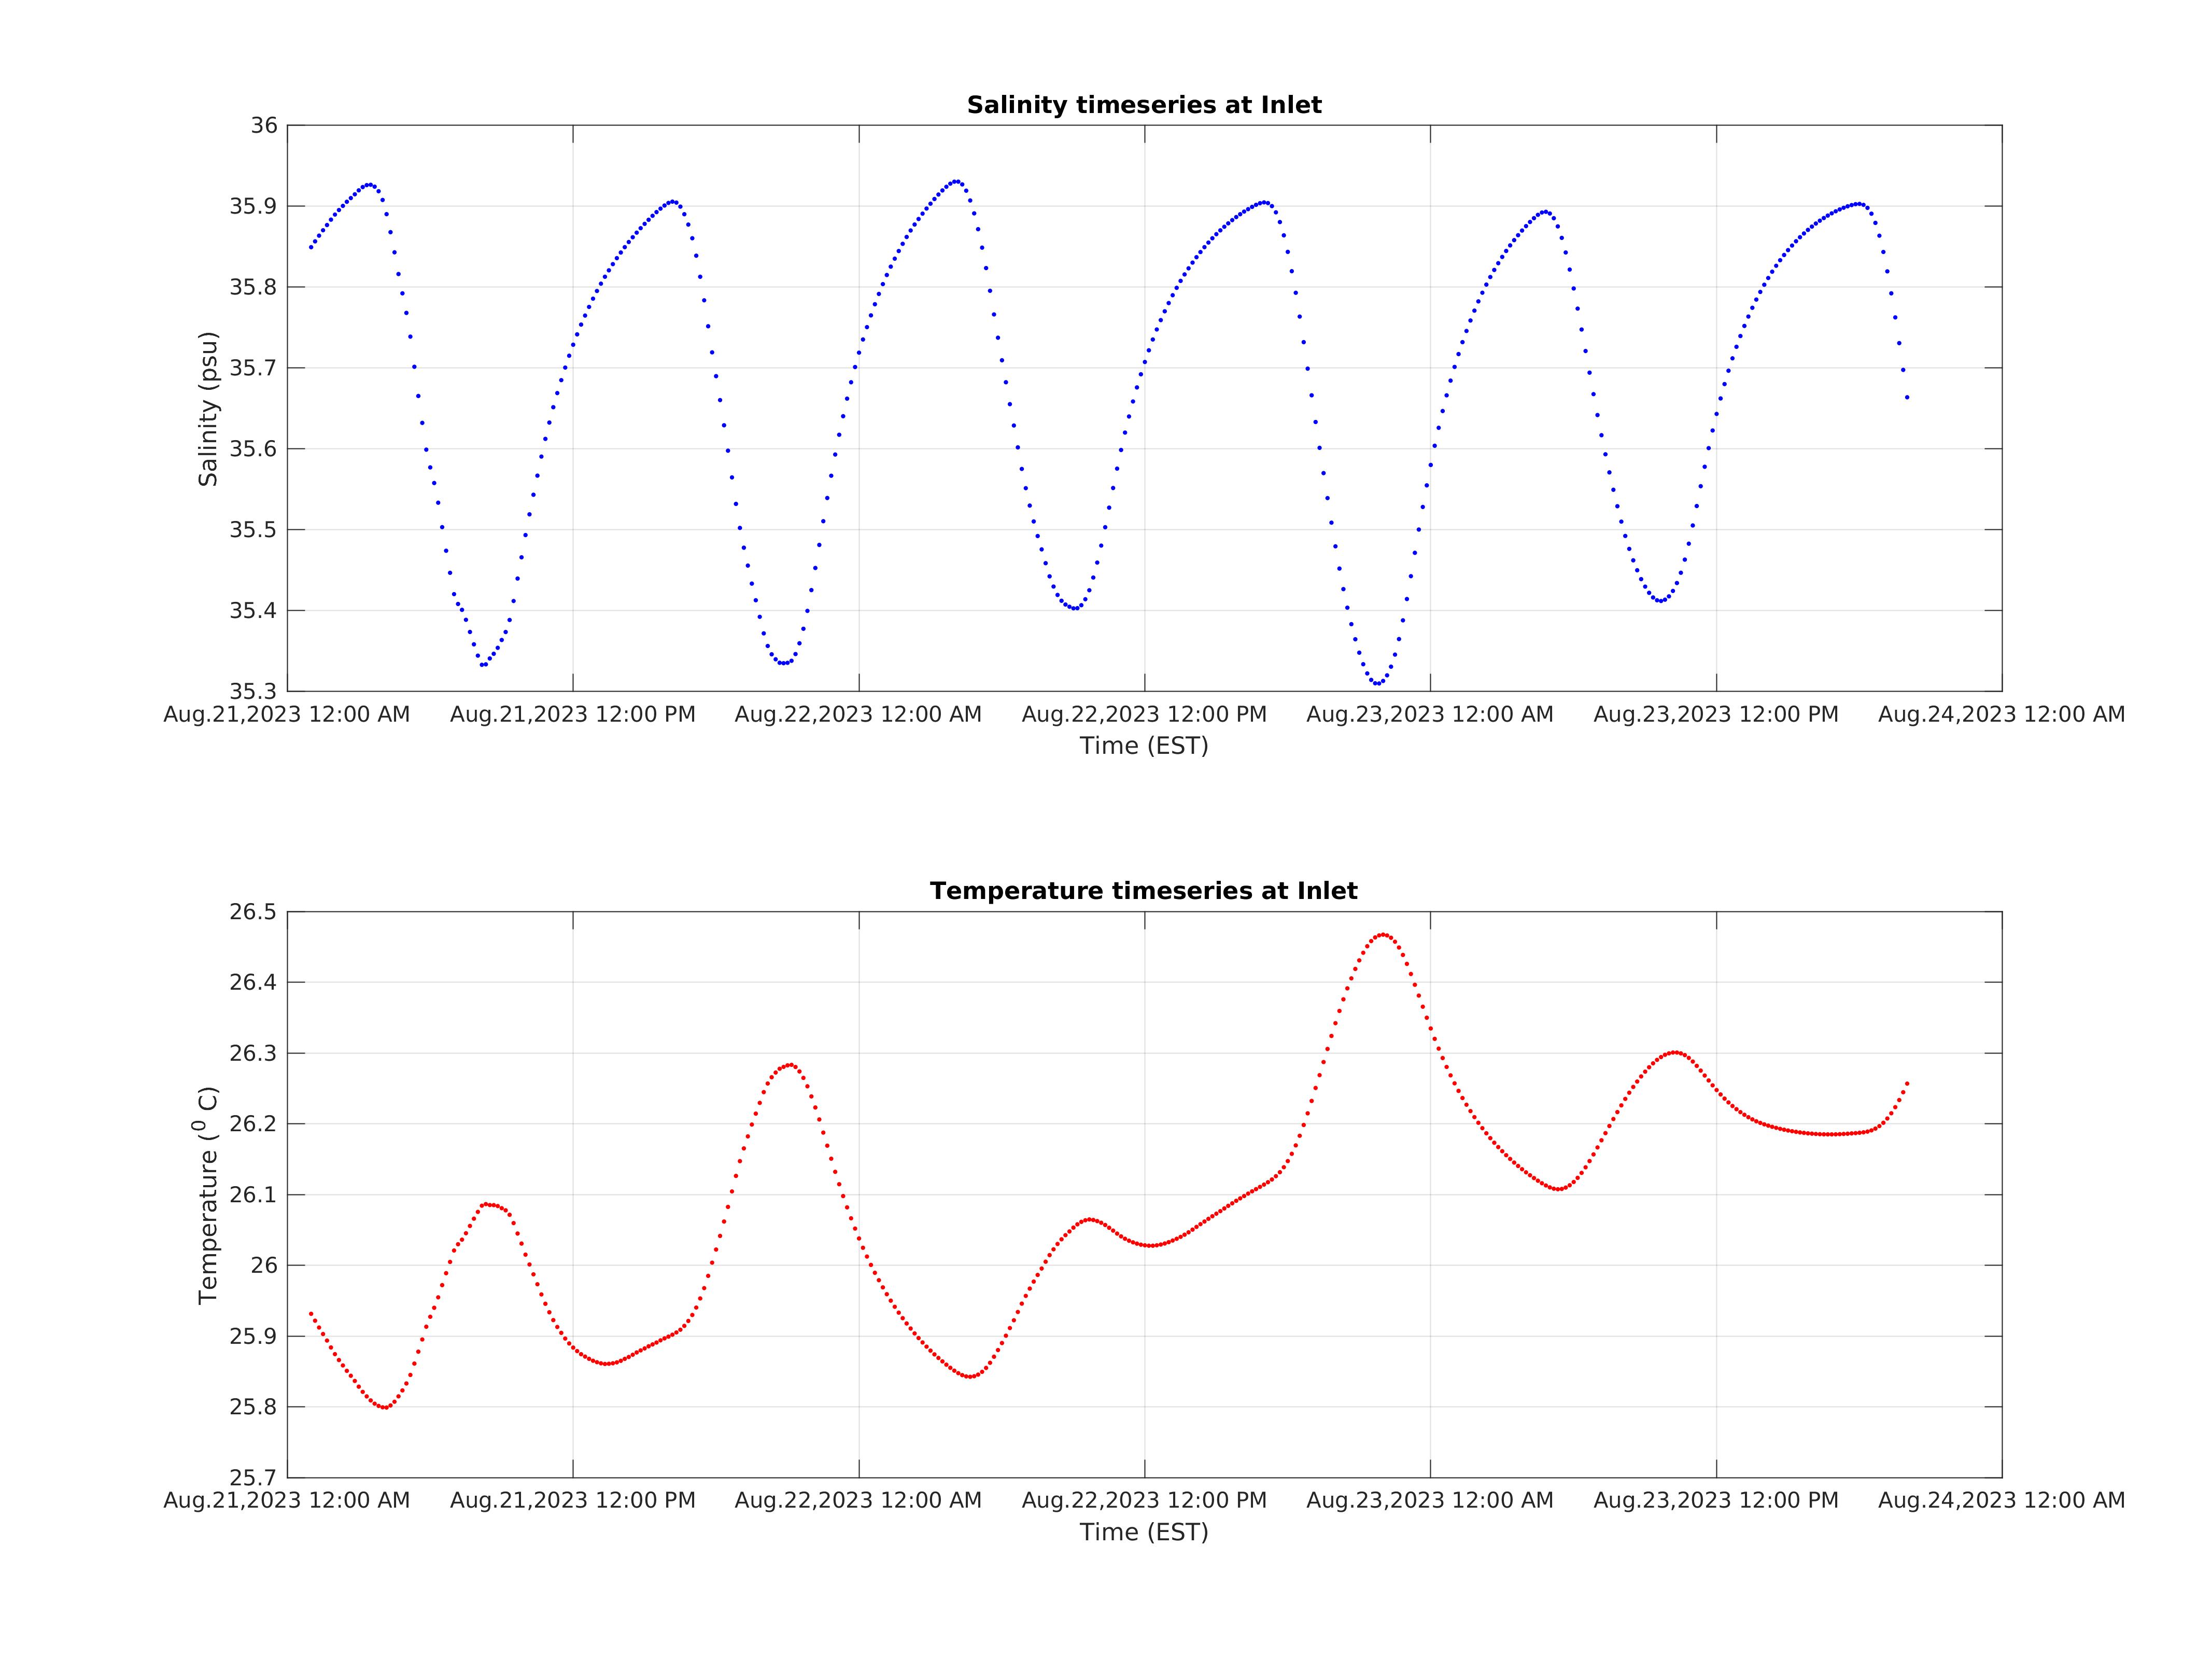 Salinity timeseries at Inlet
36
35.9
35.8
35.7
35.6
35.5
35.4
35.3
Salinity (psu)
Aug.21,2023 12:00 AM Aug.21,2023 12:00 PM Aug.22,2023 12:00 AM Aug.22,2023 12:00 PM Aug.23,2023 12:00 AM Aug.23,2023 12:00 PM Aug.24,2023 12:00 AM
Time (EST)
Temperature timeseries at Inlet
26.5
26.4
26.3
26.2
26.1
26
25.9
25.8
25.7
Temperature (⁰ C)
Aug.21,2023 12:00 AM Aug.21,2023 12:00 PM Aug.22,2023 12:00 AM Aug.22,2023 12:00 PM Aug.23,2023 12:00 AM Aug.23,2023 12:00 PM Aug.24,2023 12:00 AM
Time (EST)